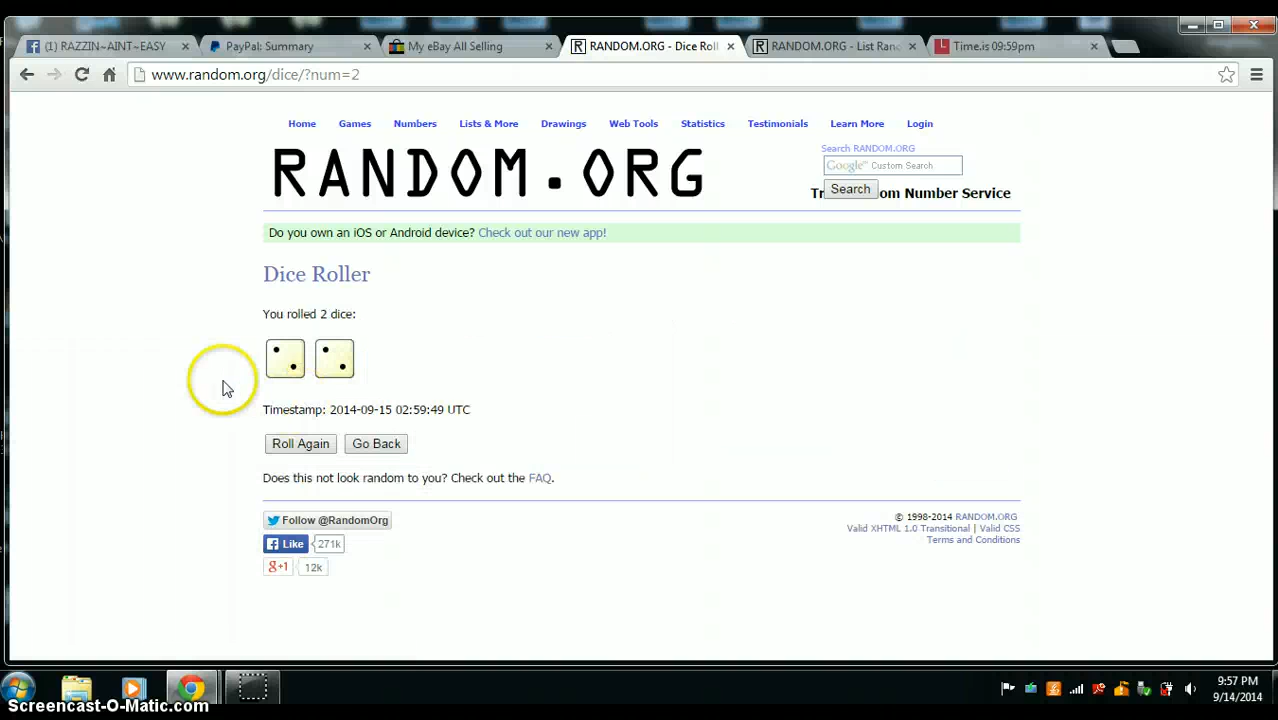 (1) RAZZIN~AINT~EASY
PayPal: Summary
My eBay All Selling
RANDOM.ORG - Dice Roll
RANDOM.ORG - List Ran
Time.is 09:59pm
www.random.org/dice/?num=2
Home Games Numbers Lists & More Drawings Web Tools Statistics Testimonials Learn More Login
RANDOM.ORG
Search RANDOM.ORG
Google™ Custom Search
Search
Tr om Number Service
Do you own an iOS or Android device? Check out our new app!
Dice Roller
You rolled 2 dice:
Timestamp: 2014-09-15 02:59:49 UTC
Roll Again Go Back
Does this not look random to you? Check out the FAQ.
Follow @RandomOrg
Like 271k
g+1 12k
© 1998-2014 RANDOM.ORG
Valid XHTML 1.0 Transitional | Valid CSS
Terms and Conditions
9:57 PM
9/14/2014
Screencast-O-Matic.com